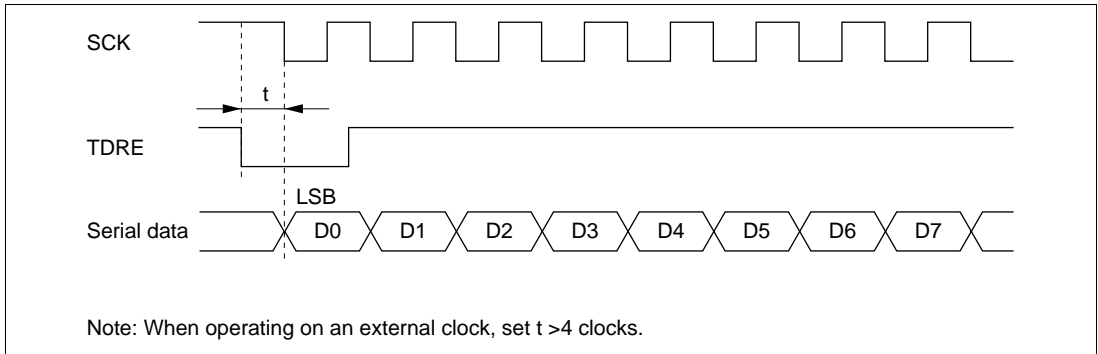 SCK
t
TDRE
LSB
Serial data D0 D1 D2 D3 D4 D5 D6 D7
Note: When operating on an external clock, set t >4 clocks.